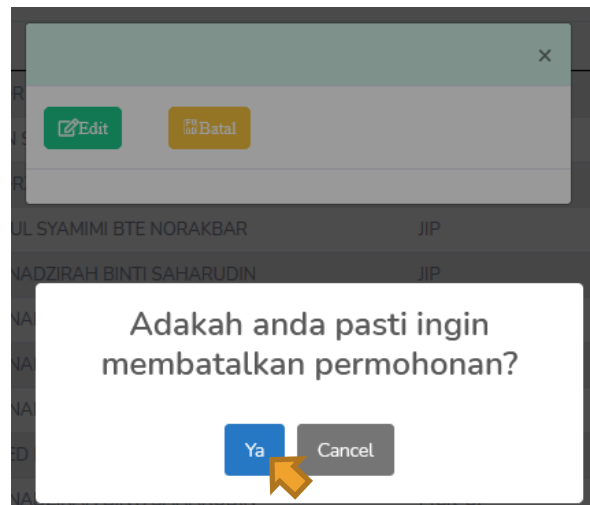 ×
Edit
Batal
UL SYAMIMI BTE NORAKBAR JIP
NADZIRAH BINTI SAHARUDIN JIP
Adakah anda pasti ingin
membatalkan permohonan?
Ya
Cancel